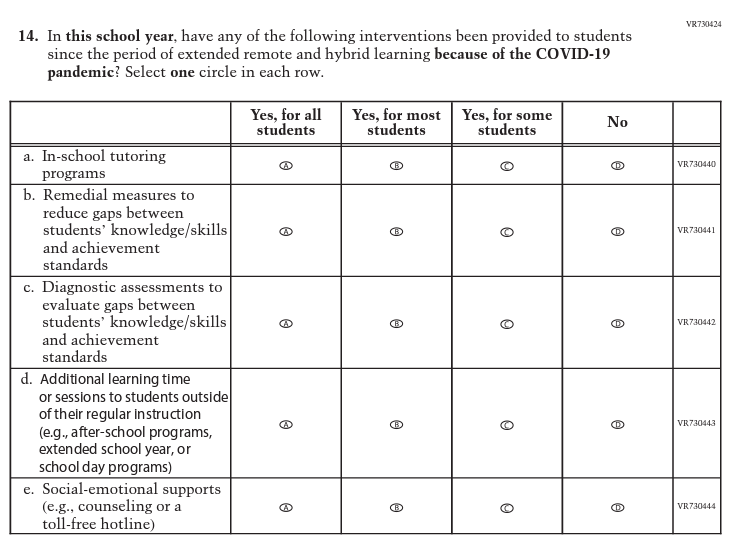 VR730424
14. In this school year, have any of the following interventions been provided to students
since the period of extended remote and hybrid learning because of the COVID-19
pandemic? Select one circle in each row.
Yes, for all
students
Yes, for most
students
Yes, for some
students
No
a. In-school tutoring
programs
A B C D VR730440
b. Remedial measures to
reduce gaps between
students’ knowledge/skills
and achievement
standards
A B C D VR730441
c. Diagnostic assessments to
evaluate gaps between
students’ knowledge/skills
and achievement
standards
A B C D VR730442
d. Additional learning time
or sessions to students outside
of their regular instruction
(e.g., after-school programs,
extended school year, or
school day programs)
A B C D VR730443
e. Social-emotional supports
(e.g., counseling or a
toll-free hotline)
A B C D VR730444